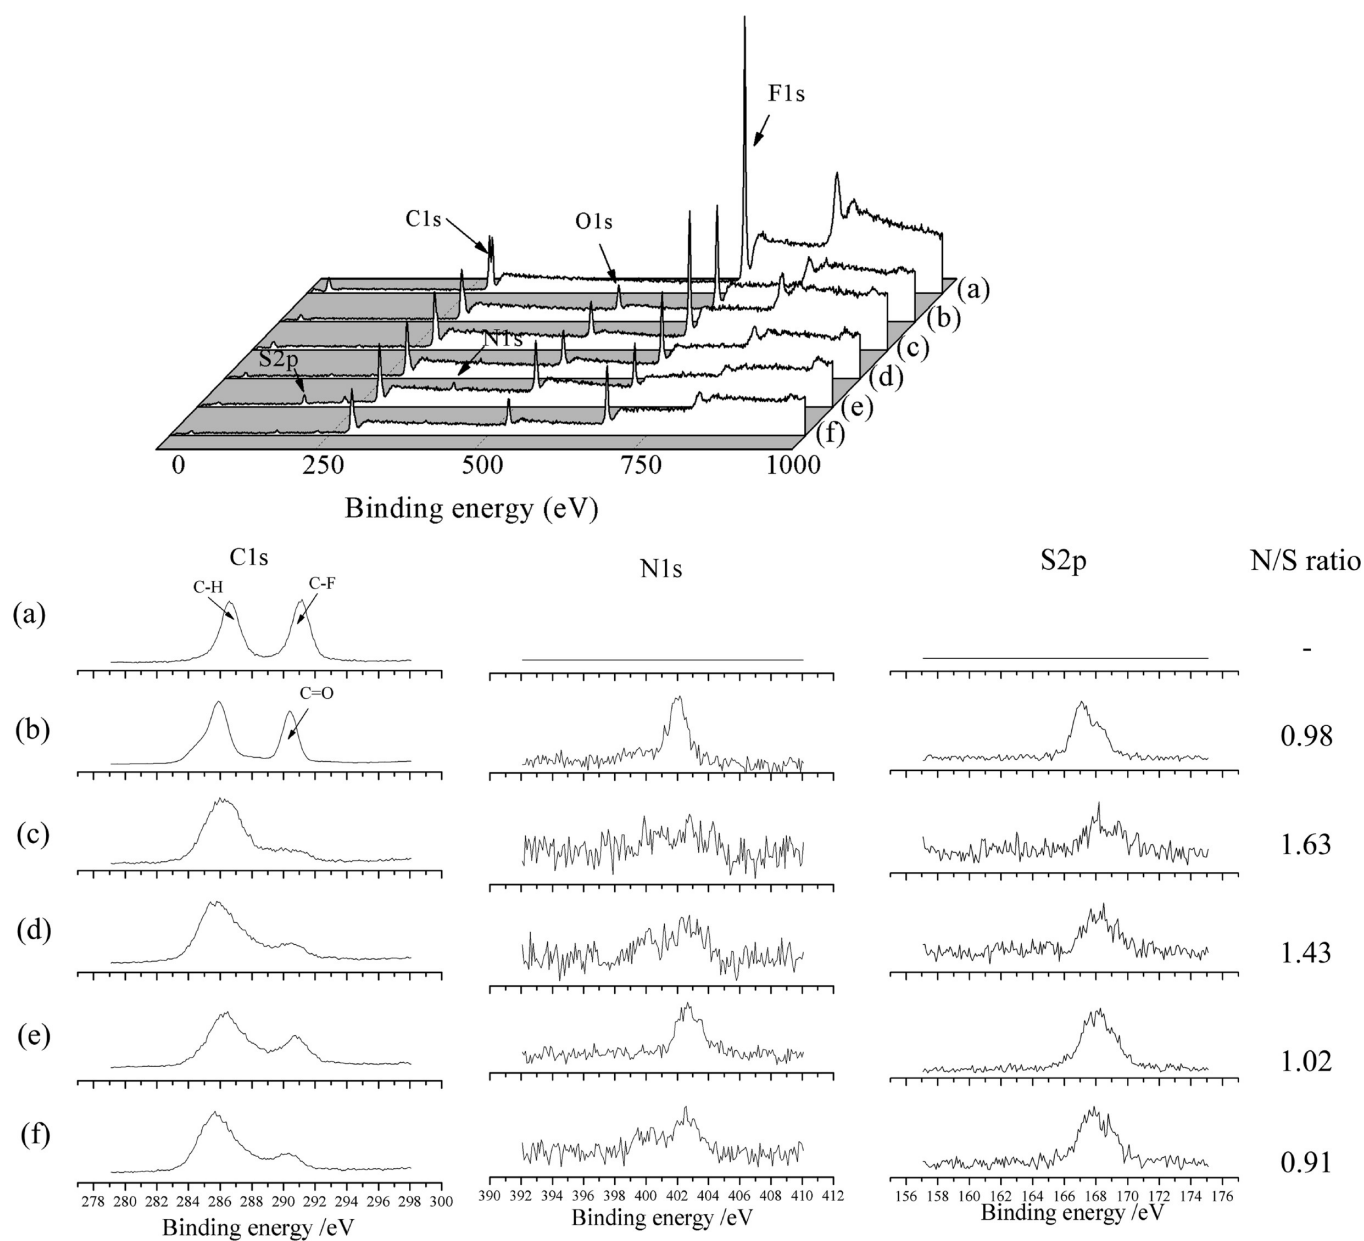 F1s
C1s
O1s
N1s
S2p
(a)
(b)
(c)
(d)
(e)
(f)
0 250 500 750 1000
Binding energy (eV)
C1s N1s S2p N/S ratio
(a) C-H C-F -
(b) C=O 0.98
(c) 1.63
(d) 1.43
(e) 1.02
(f) 0.91
278 280 282 284 286 288 290 292 294 296 298 300
390 392 394 396 398 400 402 404 406 408 410 412
156 158 160 162 164 166 168 170 172 174 176
Binding energy /eV
Binding energy /eV
Binding energy /eV